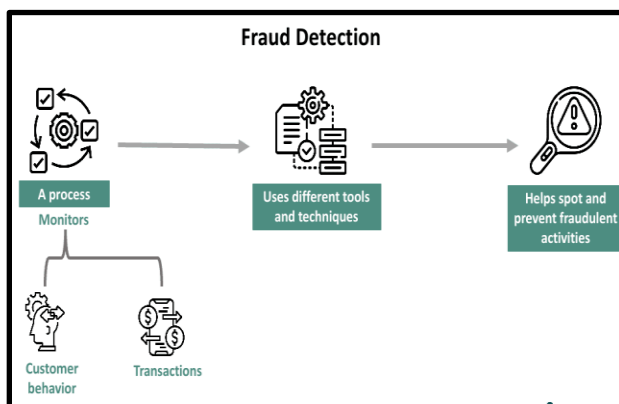 Fraud Detection
A process
Monitors
Uses different tools
and techniques
Helps spot and
prevent fraudulent
activities
Customer
behavior
Transactions